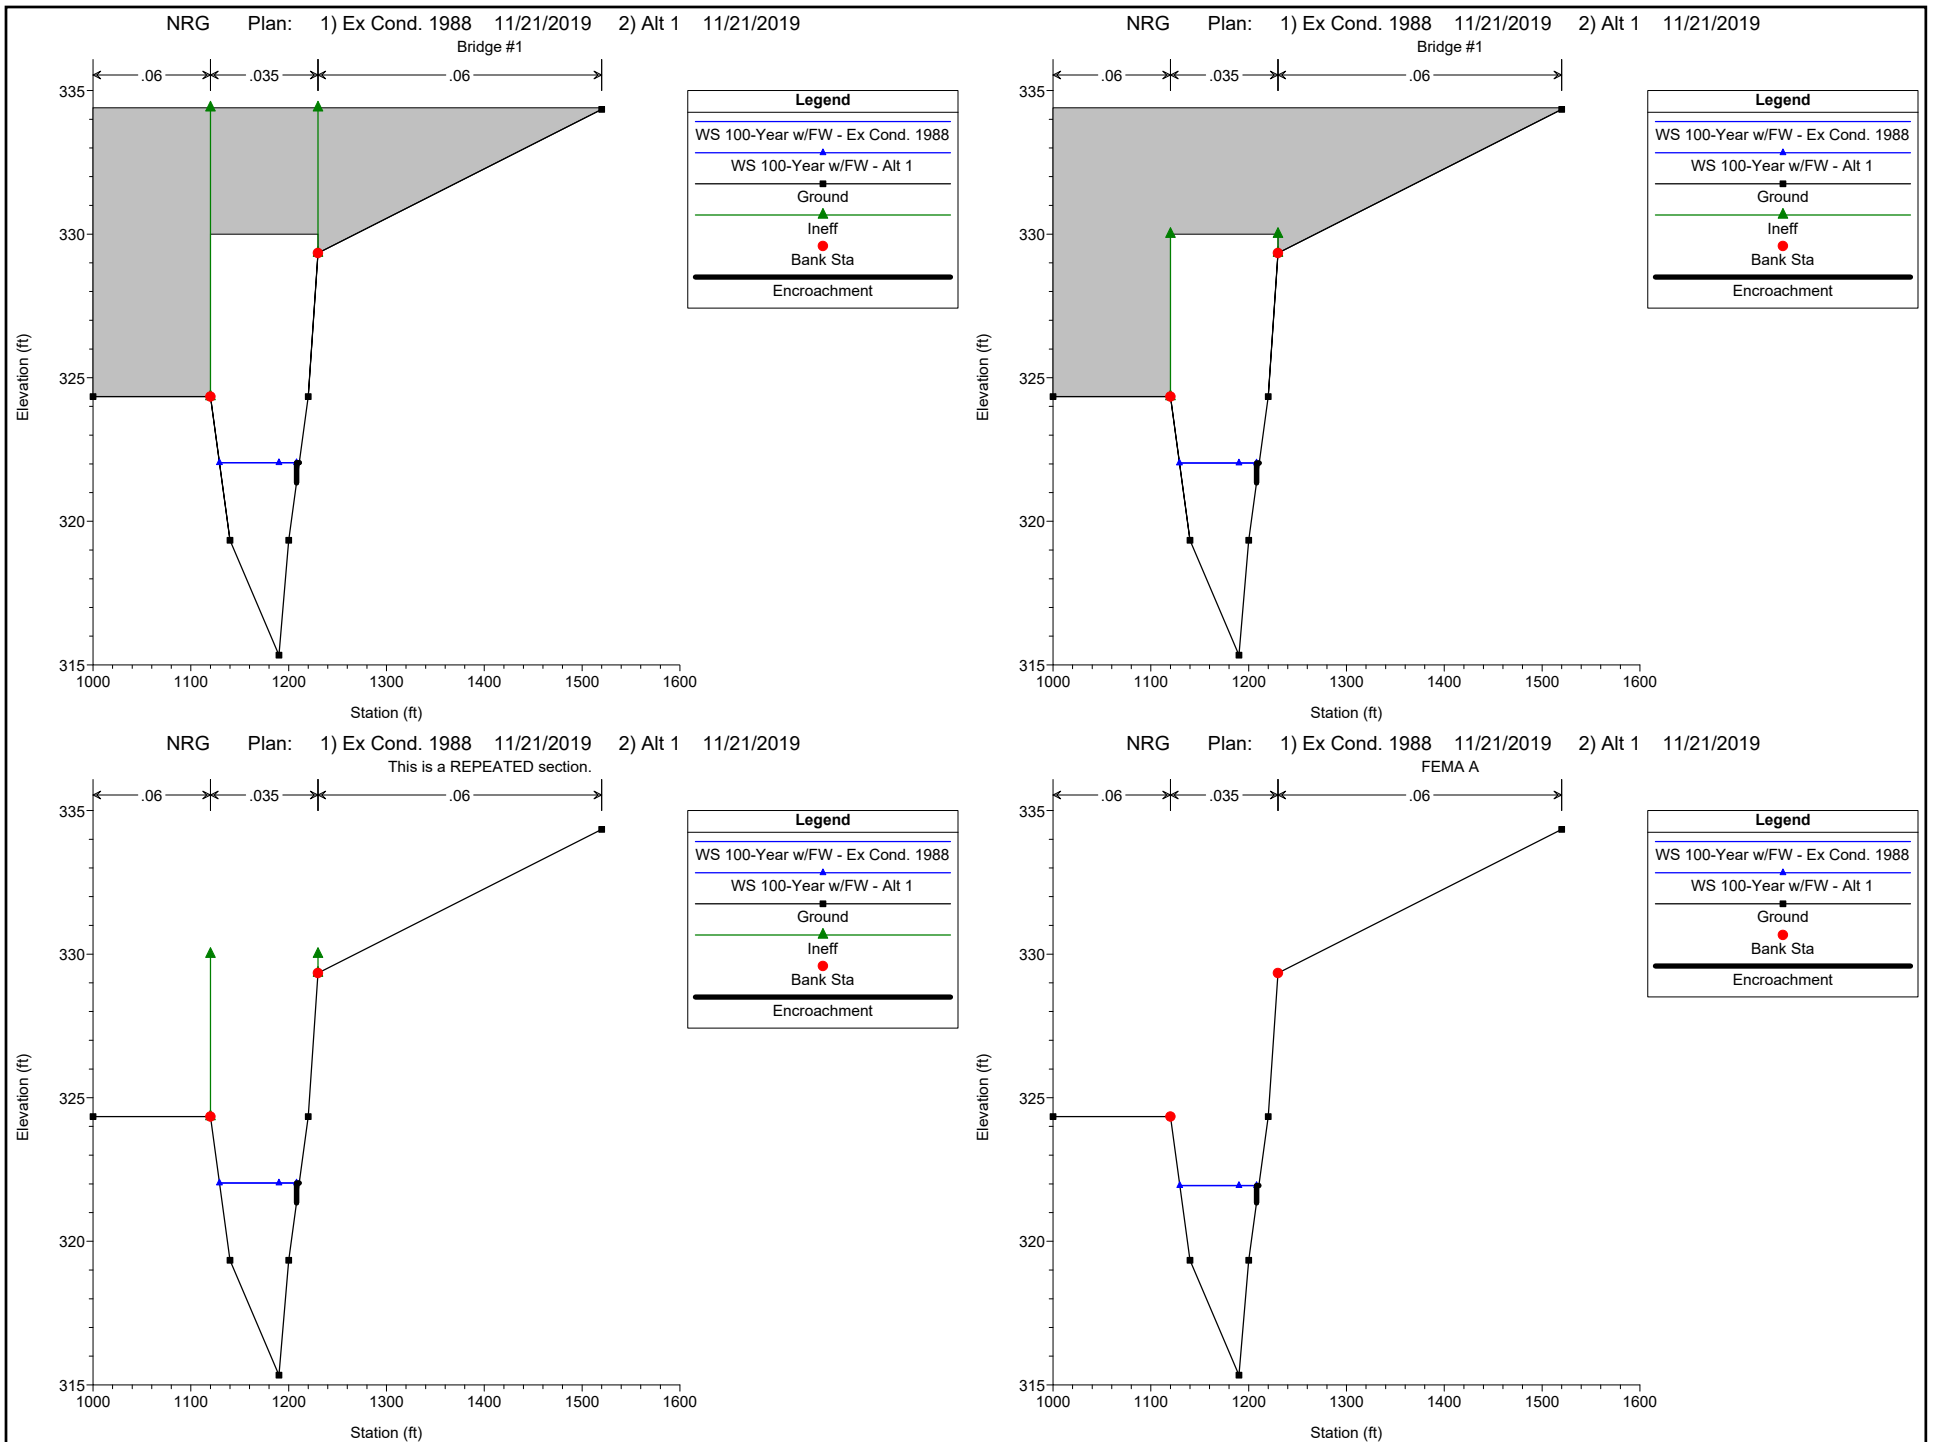 NRG Plan: 1) Ex Cond. 1988 11/21/2019 2) Alt 1 11/21/2019
Bridge #1
.06 .035 .06
335
330
325
320
315
Elevation (ft)
1000 1100 1200 1300 1400 1500 1600
Station (ft)
Legend
WS 100-Year w/FW - Ex Cond. 1988
WS 100-Year w/FW - Alt 1
Ground
Ineff
Bank Sta
Encroachment
NRG Plan: 1) Ex Cond. 1988 11/21/2019 2) Alt 1 11/21/2019
Bridge #1
.06 .035 .06
335
330
325
320
315
Elevation (ft)
1000 1100 1200 1300 1400 1500 1600
Station (ft)
Legend
WS 100-Year w/FW - Ex Cond. 1988
WS 100-Year w/FW - Alt 1
Ground
Ineff
Bank Sta
Encroachment
NRG Plan: 1) Ex Cond. 1988 11/21/2019 2) Alt 1 11/21/2019
This is a REPEATED section.
.06 .035 .06
335
330
325
320
315
Elevation (ft)
1000 1100 1200 1300 1400 1500 1600
Station (ft)
Legend
WS 100-Year w/FW - Ex Cond. 1988
WS 100-Year w/FW - Alt 1
Ground
Ineff
Bank Sta
Encroachment
NRG Plan: 1) Ex Cond. 1988 11/21/2019 2) Alt 1 11/21/2019
FEMA A
.06 .035 .06
335
330
325
320
315
Elevation (ft)
1000 1100 1200 1300 1400 1500 1600
Station (ft)
Legend
WS 100-Year w/FW - Ex Cond. 1988
WS 100-Year w/FW - Alt 1
Ground
Bank Sta
Encroachment